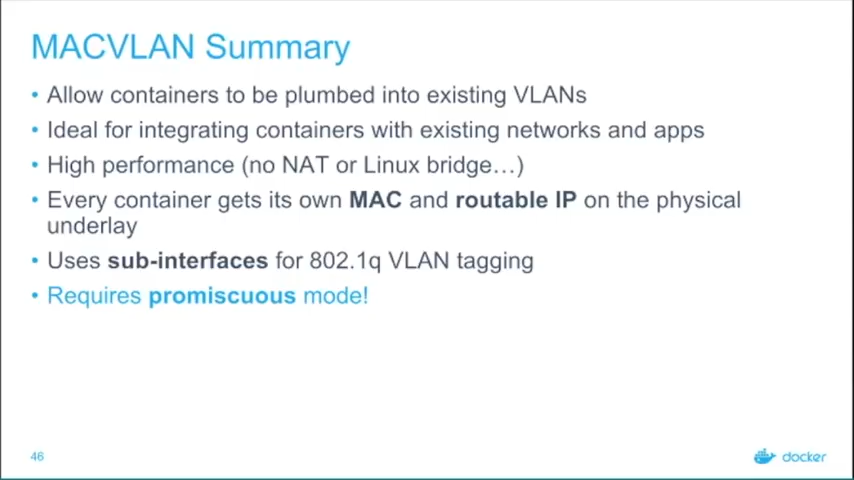 MACVLAN Summary
• Allow containers to be plumbed into existing VLANs
• Ideal for integrating containers with existing networks and apps
• High performance (no NAT or Linux bridge…)
• Every container gets its own MAC and routable IP on the physical
underlay
• Uses sub-interfaces for 802.1q VLAN tagging
• Requires promiscuous mode!
46
docker